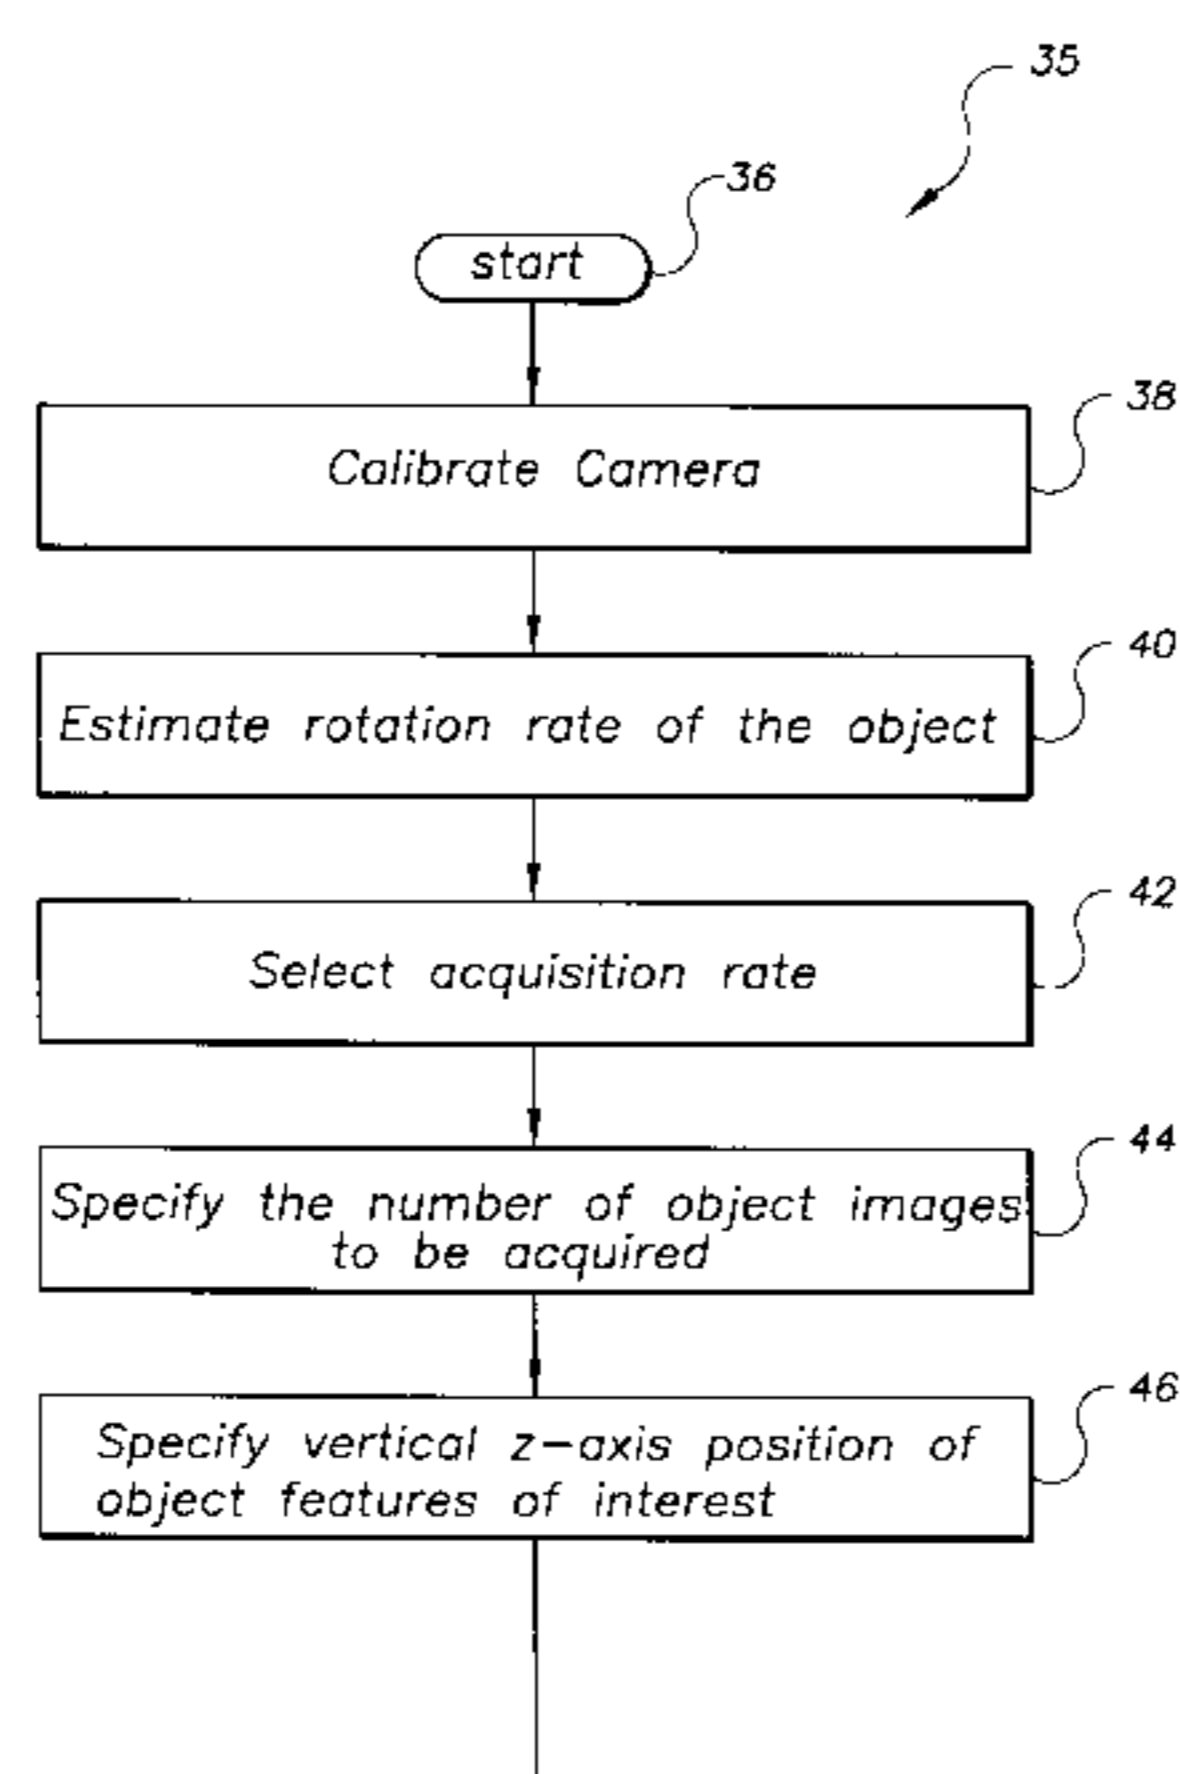 35
36
start
38
Calibrate Camera
40
Estimate rotation rate of the object
42
Select acquisition rate
44
Specify the number of object images
to be acquired
46
Specify vertical z-axis position of
object features of interest